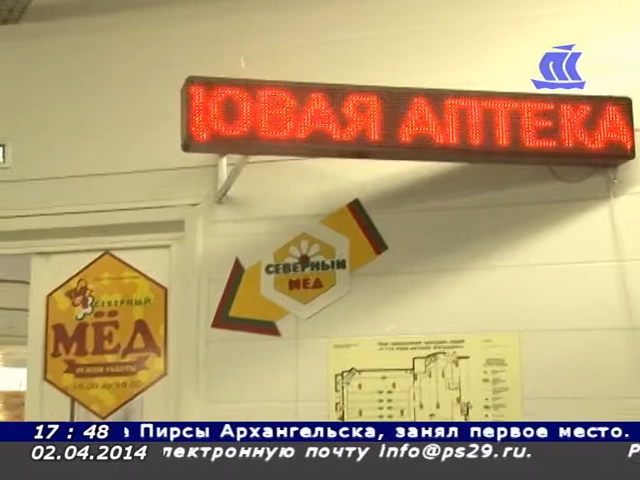 ЮВАЯ АПТЕКА
СЕВЕРНЫЙ
МЕД
СЕВЕРНЫЙ
МЁД
РЕЖИМ РАБОТЫ
17 : 48
а Пирсы Архангельска, занял первое место.
02.04.2014
лектронную почту info@ps29.ru.